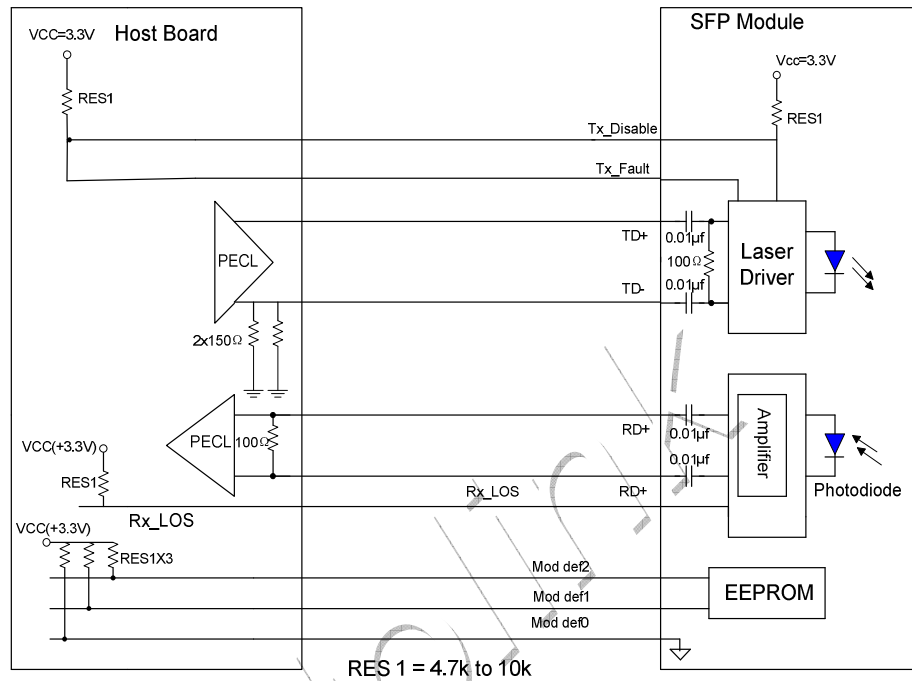 Host Board
SFP Module
VCC=3.3V
RES1
Vcc=3.3V
RES1
Tx_Disable
Tx_Fault
PECL
2x150Ω
TD+
0.01µf
100Ω
0.01µf
TD-
Laser
Driver
PECL
100Ω
RD+
0.01µf
0.01µf
RD+
Amplifier
Photodiode
VCC(+3.3V)
RES1
Rx_LOS
Rx_LOS
VCC(+3.3V)
RES1X3
Mod def2
Mod def1
Mod def0
EEPROM
RES 1 = 4.7k to 10k